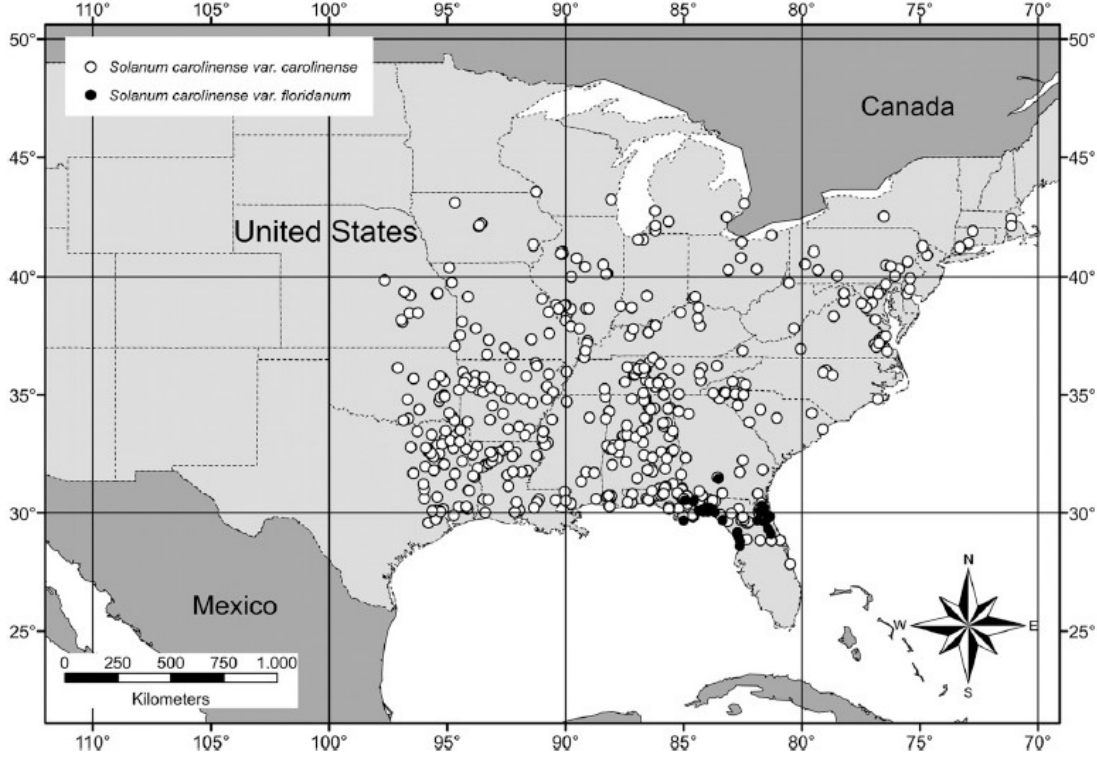 110° 105° 100° 95° 90° 85° 80° 75° 70°
50° 50°
Solanum carolinense var. carolinense
Solanum carolinense var. floridanum
Canada
45° 45°
United States
40° 40°
35° 35°
30° 30°
N
Mexico
W E
25° 25°
0 250 500 750 1.000
Kilometers
S
110° 105° 100° 95° 90° 85° 80° 75° 70°